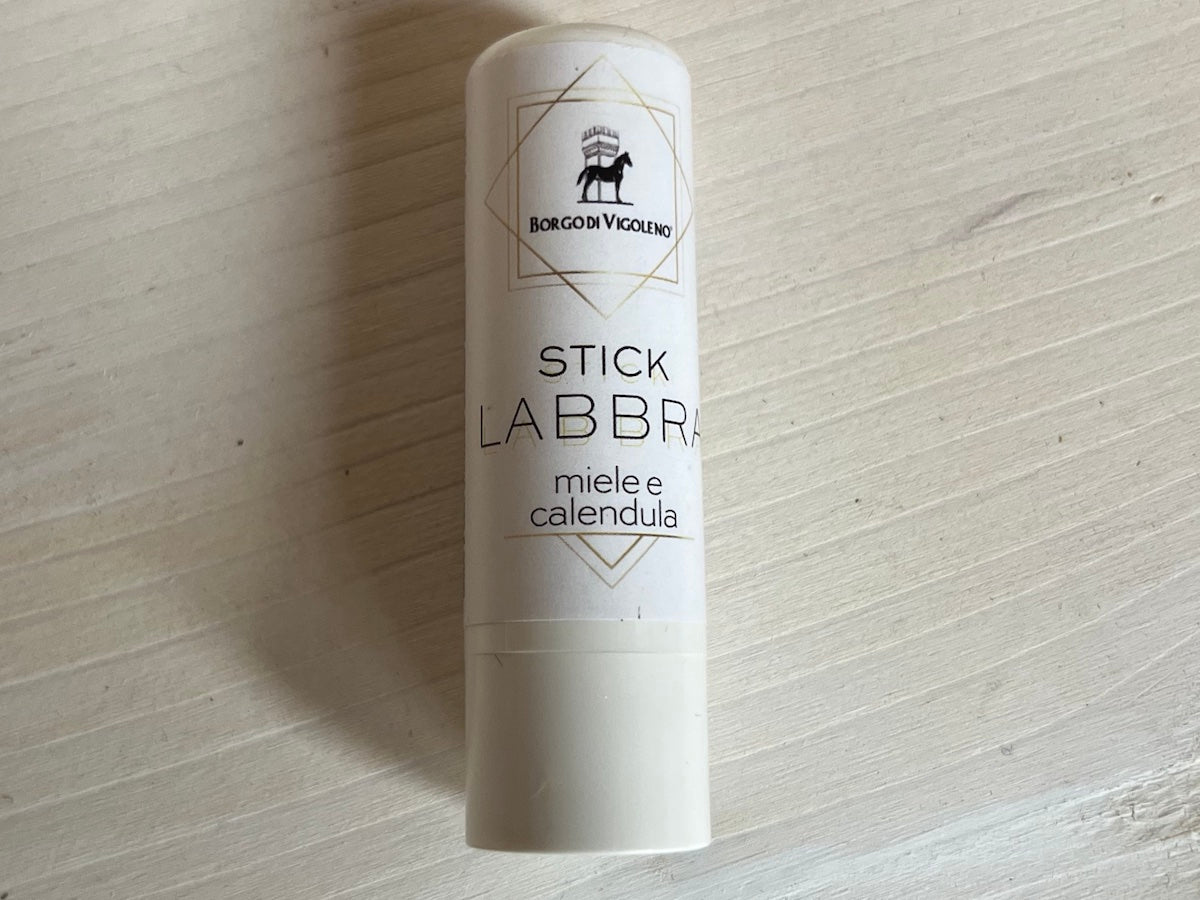 BORGO DI VIGOLENO
STICK
LABBRA
miele e
calendula